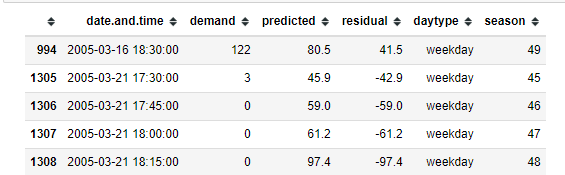 date.and.time demand predicted residual daytype season
994 2005-03-16 18:30:00 122 80.5 41.5 weekday 49
1305 2005-03-21 17:30:00 3 45.9 -42.9 weekday 45
1306 2005-03-21 17:45:00 0 59.0 -59.0 weekday 46
1307 2005-03-21 18:00:00 0 61.2 -61.2 weekday 47
1308 2005-03-21 18:15:00 0 97.4 -97.4 weekday 48